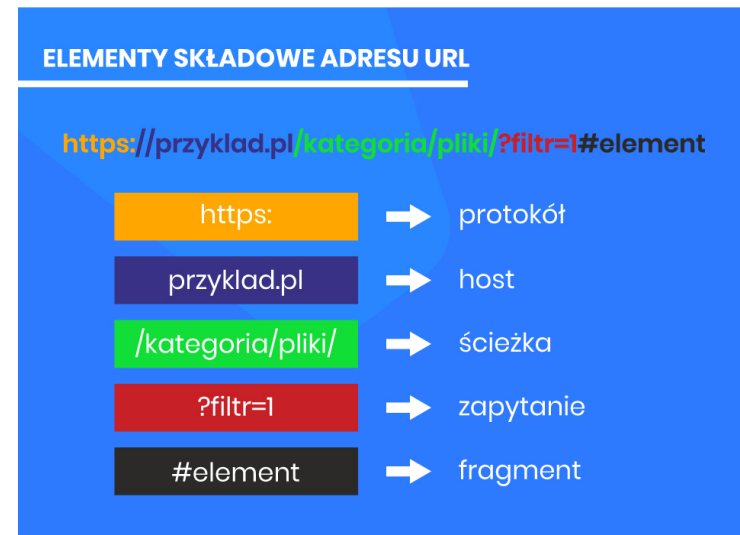 ELEMENTY SKŁADOWE ADRESU URL
https://przyklad.pl/kategoria/pliki/?filtr=1#element
https: protokół
przyklad.pl host
/kategoria/pliki/ ścieżka
?filtr=1 zapytanie
#element fragment